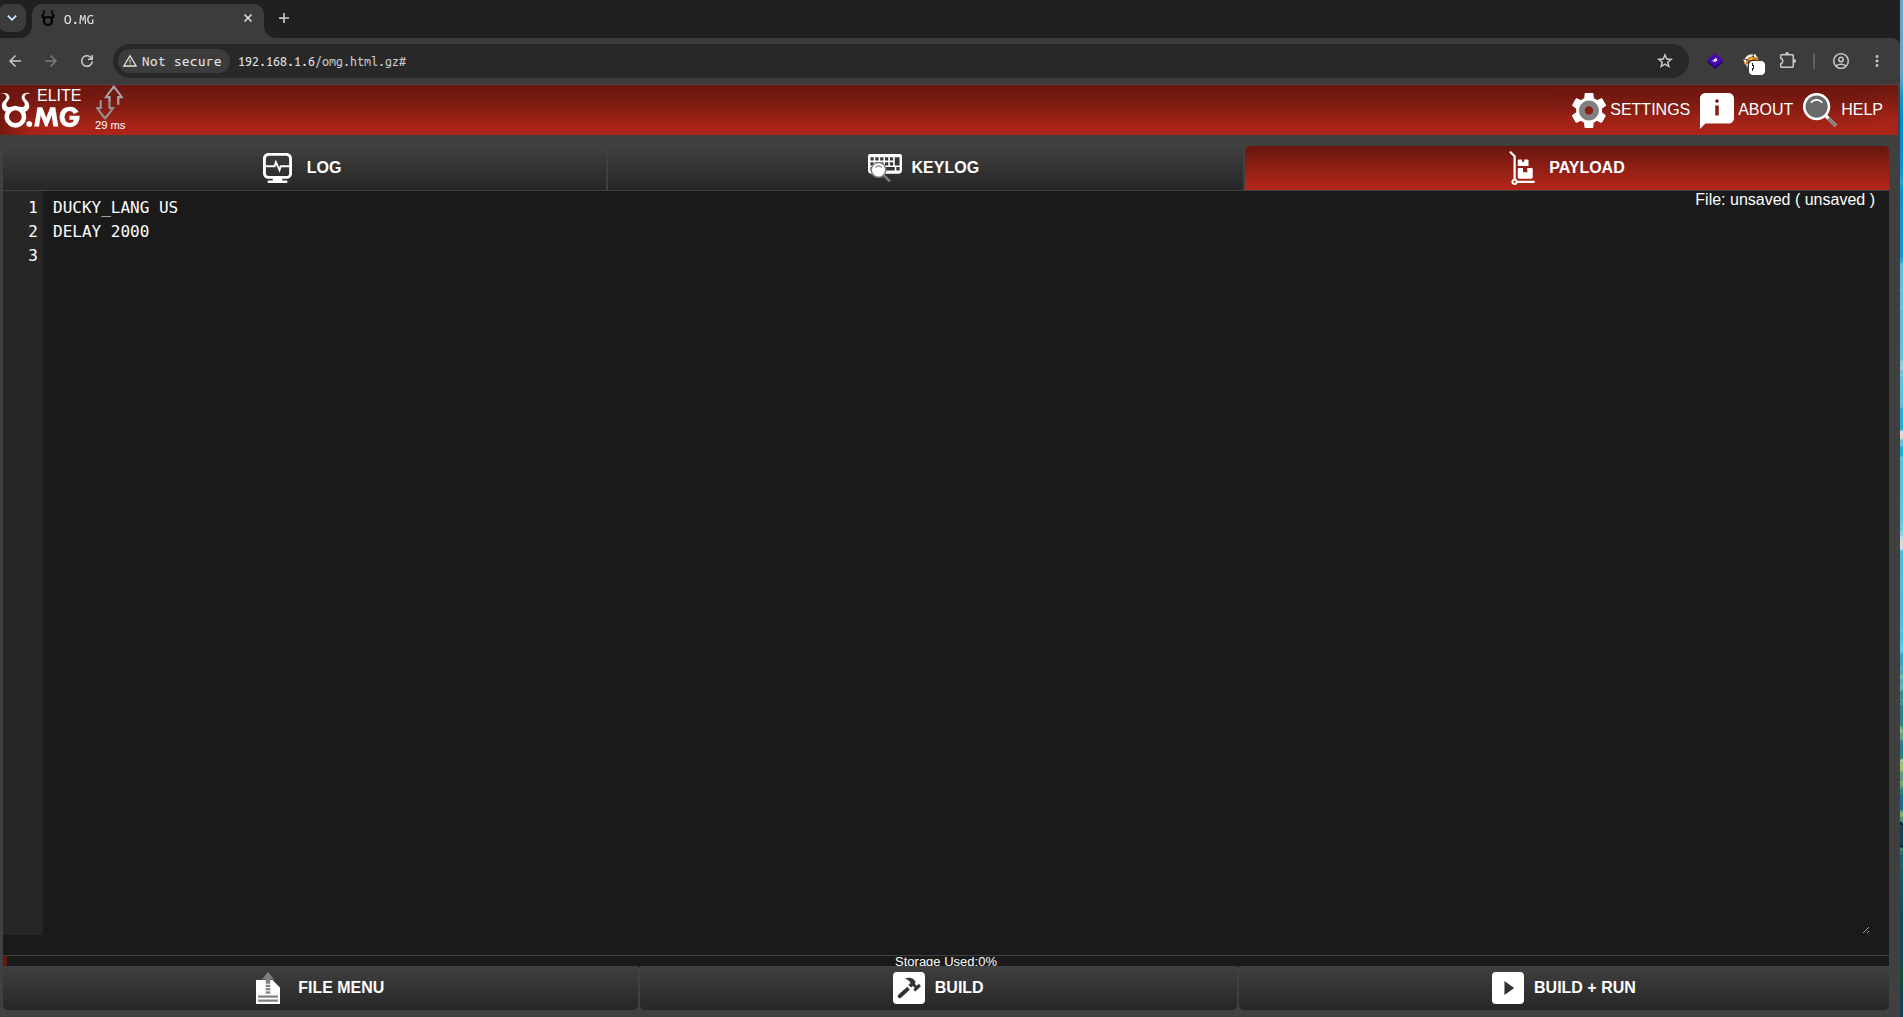 O.MG
Not secure 192.168.1.6/omg.html.gz#
ELITE
O.MG
29 ms
SETTINGS ABOUT HELP
LOG KEYLOG PAYLOAD
File: unsaved ( unsaved )
1 DUCKY_LANG US
2 DELAY 2000
3
Storage Used:0%
FILE MENU BUILD BUILD + RUN